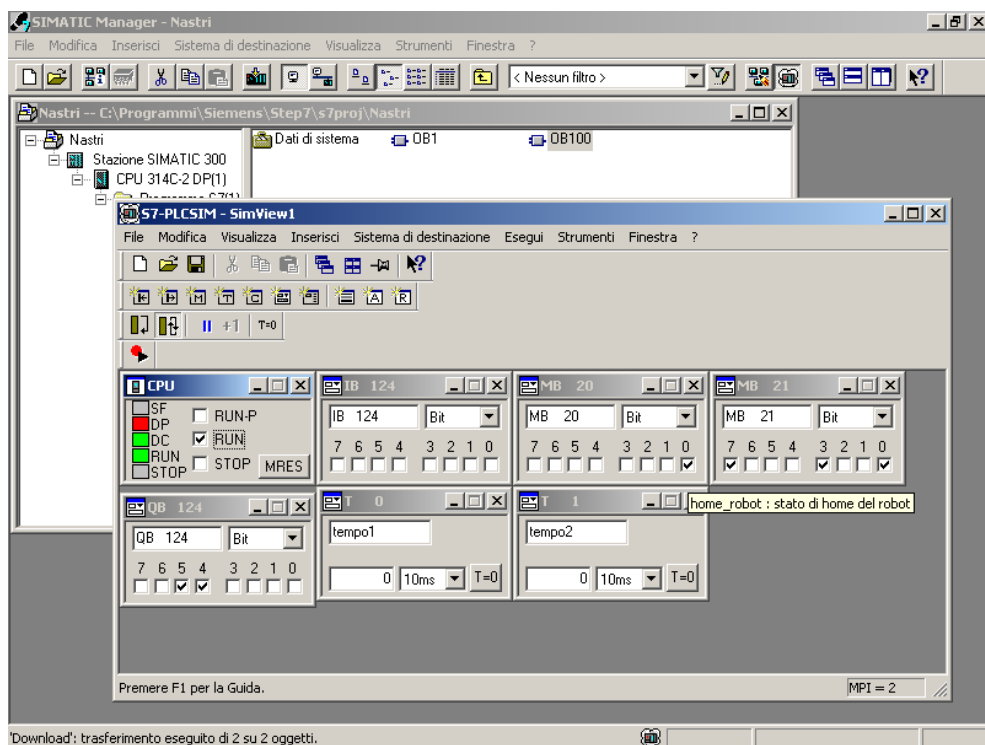 SIMATIC Manager - Nastri
File Modifica Inserisci Sistema di destinazione Visualizza Strumenti Finestra ?
< Nessun filtro >
Nastri -- C:\Programmi\Siemens\Step7\s7proj\Nastri
Nastri
Stazione SIMATIC 300
CPU 314C-2 DP(1)
Programma S7(1)
Dati di sistema OB1 OB100
S7-PLCSIM - SimView1
File Modifica Visualizza Inserisci Sistema di destinazione Esegui Strumenti Finestra ?
+1 T=0
CPU
SF
DP
DC
RUN
STOP
RUN-P
RUN
STOP MRES
IB 124
IB 124 Bit
7 6 5 4 3 2 1 0
MB 20
MB 20 Bit
7 6 5 4 3 2 1 0
MB 21
MB 21 Bit
7 6 5 4 3 2 1 0
home_robot : stato di home del robot
QB 124
QB 124 Bit
7 6 5 4 3 2 1 0
T 0
tempo1
0 10ms T=0
T 1
tempo2
0 10ms T=0
Premere F1 per la Guida. MPI = 2
'Download': trasferimento eseguito di 2 su 2 oggetti.